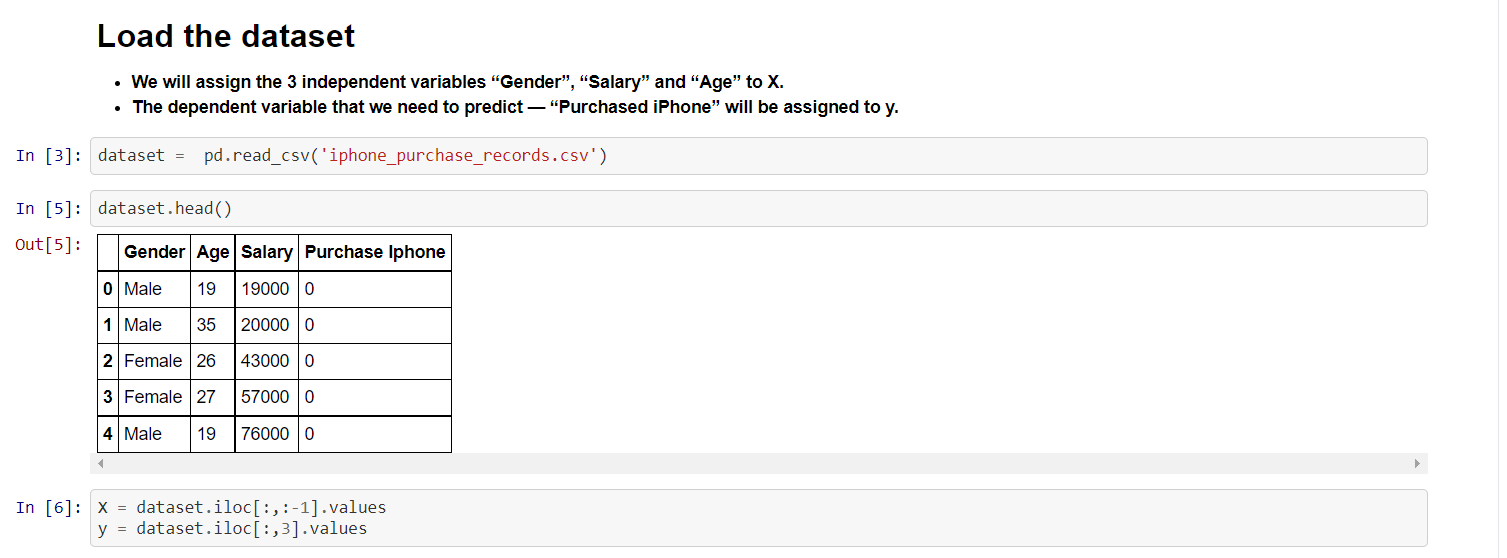 Load the dataset
• We will assign the 3 independent variables “Gender”, “Salary” and “Age” to X.
• The dependent variable that we need to predict — “Purchased iPhone” will be assigned to y.
In [3]: dataset =  pd.read_csv('iphone_purchase_records.csv')
In [5]: dataset.head()
Out[5]:
Gender Age Salary Purchase Iphone
0 Male 19 19000 0
1 Male 35 20000 0
2 Female 26 43000 0
3 Female 27 57000 0
4 Male 19 76000 0
In [6]: X = dataset.iloc[:,:-1].values
y = dataset.iloc[:,3].values